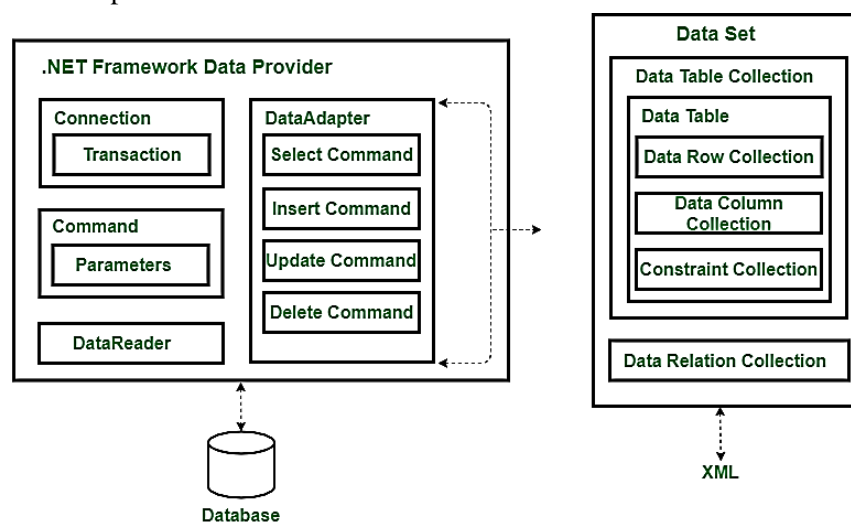 .NET Framework Data Provider
Connection
Transaction
Command
Parameters
DataReader
DataAdapter
Select Command
Insert Command
Update Command
Delete Command
Database
Data Set
Data Table Collection
Data Table
Data Row Collection
Data Column
Collection
Constraint Collection
Data Relation Collection
XML